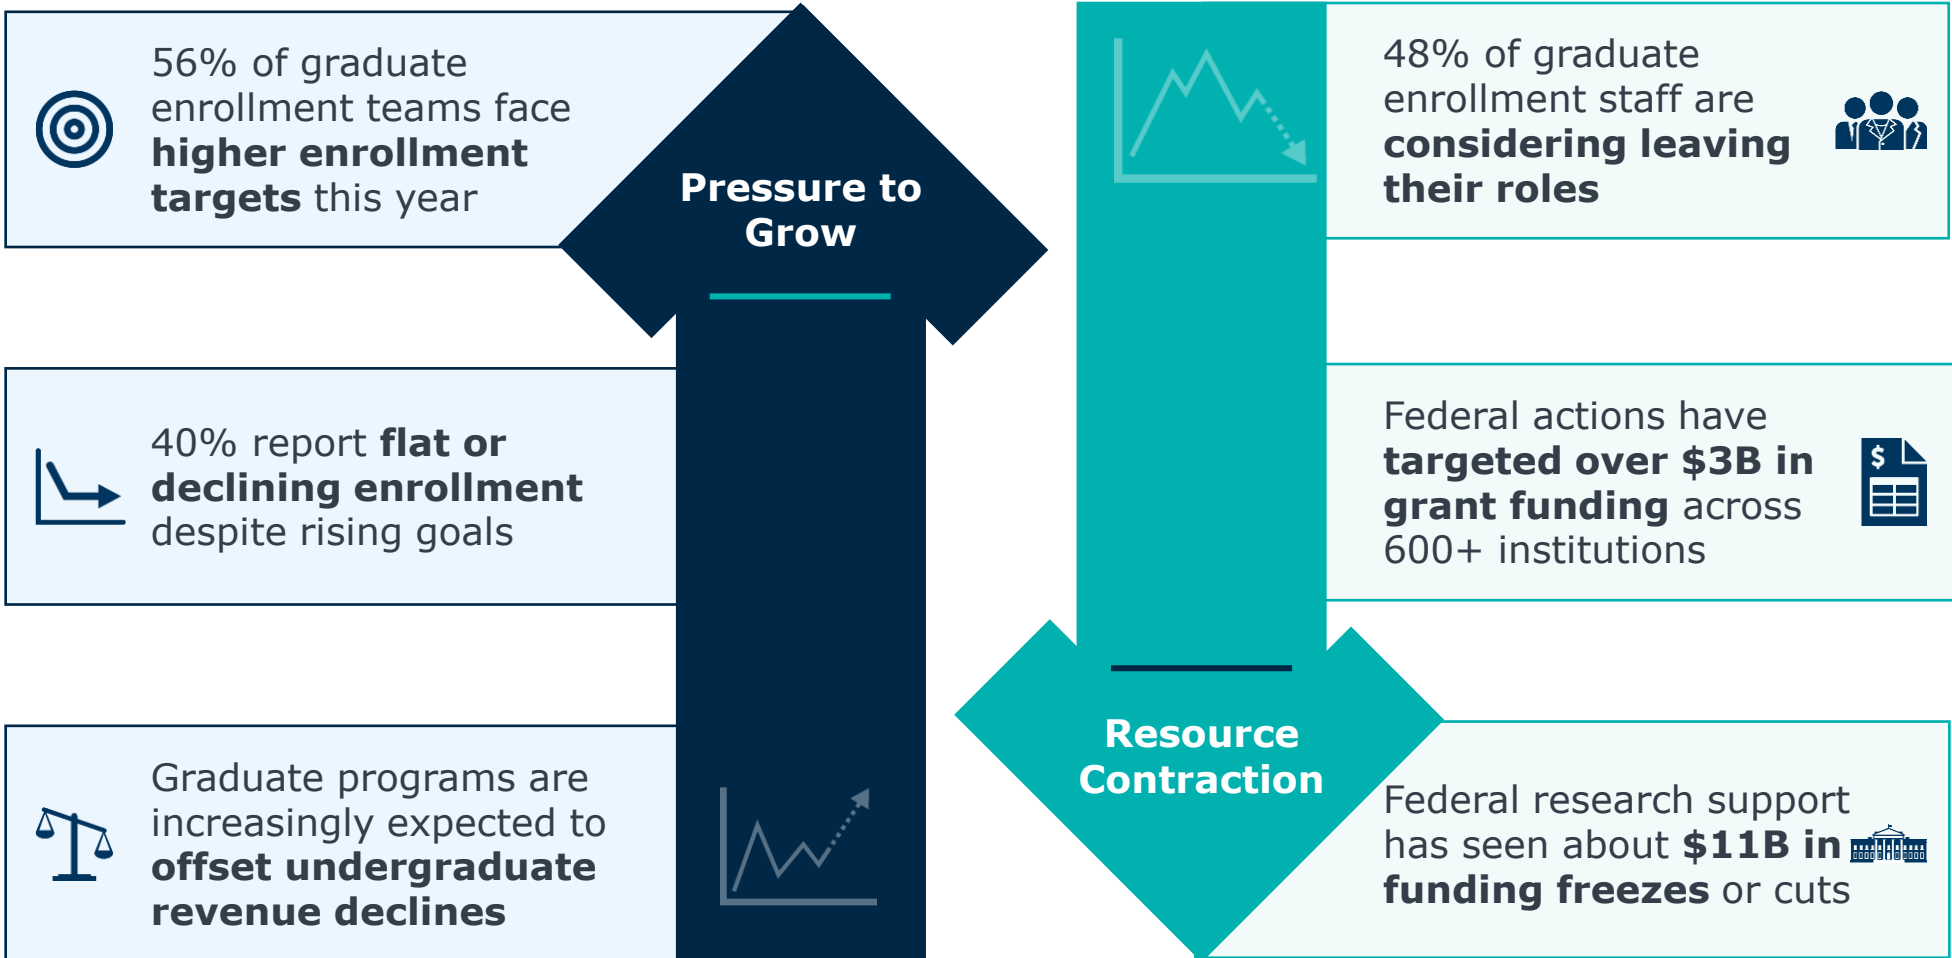 56% of graduate
enrollment teams face
higher enrollment
targets this year
40% report flat or
declining enrollment
despite rising goals
Graduate programs are
increasingly expected to
offset undergraduate
revenue declines
Pressure to
Grow
Resource
Contraction
48% of graduate
enrollment staff are
considering leaving
their roles
Federal actions have
targeted over $3B in
grant funding across
600+ institutions
$
Federal research support
has seen about $11B in
funding freezes or cuts